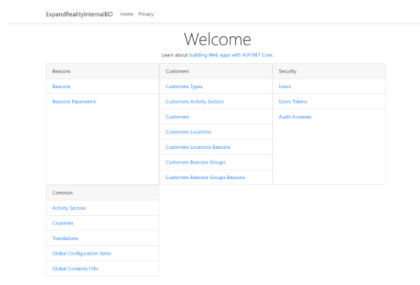 ExpandRealityInternalBO Home Privacy
Welcome
Learn about building Web apps with ASP.NET Core.
Beacons
Beacons
Beacons Parameters
Customers
Customers Types
Customers Activity Sectors
Customers
Customers Locations
Customers Locations Beacons
Customers Beacons Groups
Customers Beacons Groups Beacons
Security
Users
Users Tokens
Audit Accesses
Common
Activity Sectors
Countries
Translations
Global Configuration Items
Global Contents I18n